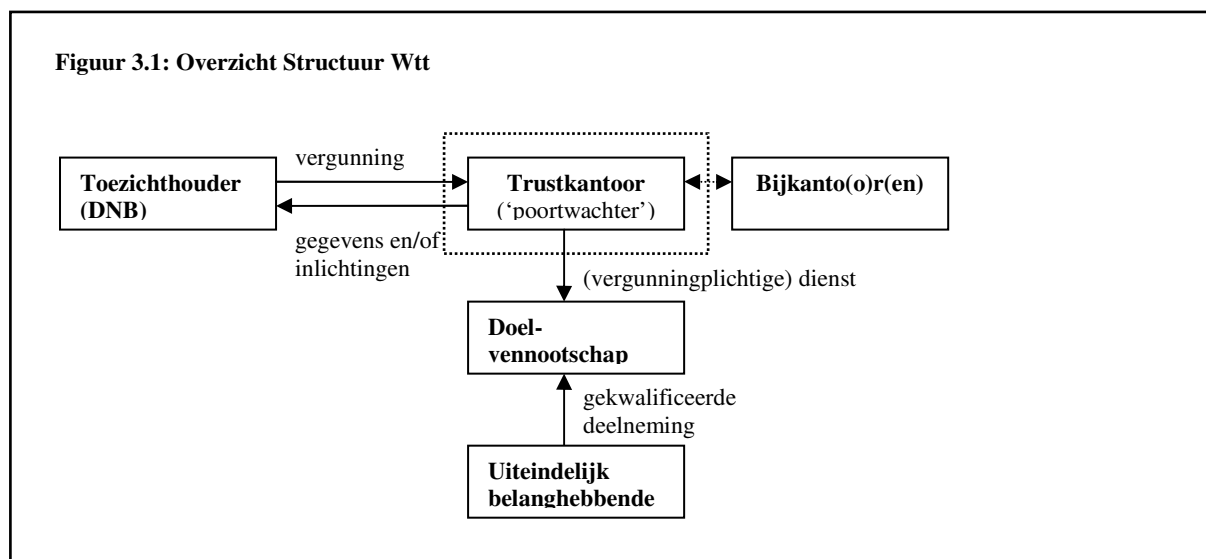 Figuur 3.1: Overzicht Structuur Wtt
vergunning
Toezichthouder
(DNB)
Trustkantoor
(‘poortwachter’)
Bijkanto(o)r(en)
gegevens en/of
inlichtingen
(vergunningplichtige) dienst
Doel-
vennootschap
gekwalificeerde
deelneming
Uiteindelijk
belanghebbende